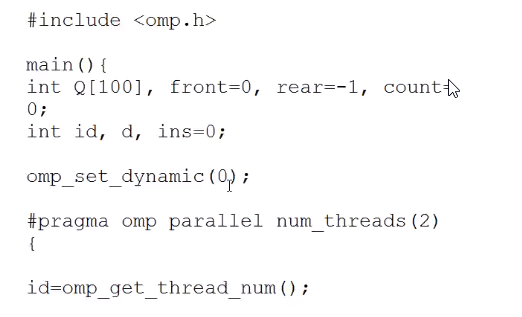 #include <omp.h>
main(){
int Q[100], front=0, rear=-1, count=
0;
int id, d, ins=0;
omp_set_dynamic(0);
#pragma omp parallel num_threads(2)
{
id=omp_get_thread_num();